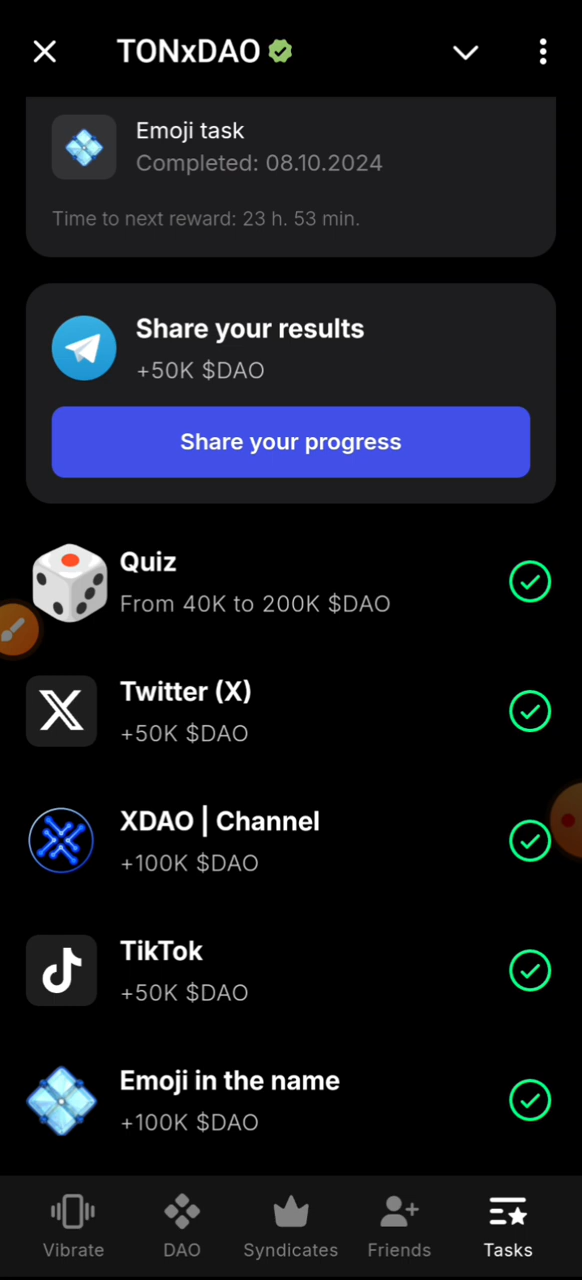 TONxDAO
Emoji task
Completed: 08.10.2024
Time to next reward: 23 h. 53 min.
Share your results
+50K $DAO
Share your progress
Quiz
From 40K to 200K $DAO
Twitter (X)
+50K $DAO
XDAO | Channel
+100K $DAO
TikTok
+50K $DAO
Emoji in the name
+100K $DAO
Vibrate
DAO
Syndicates
Friends
Tasks